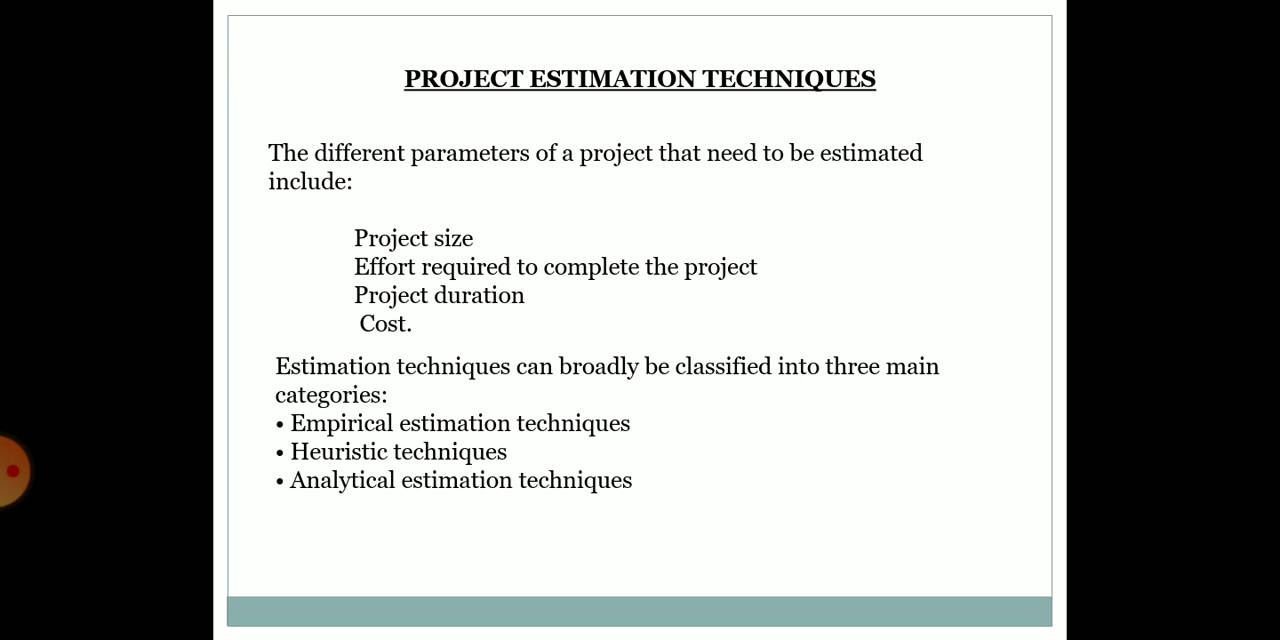 PROJECT ESTIMATION TECHNIQUES
The different parameters of a project that need to be estimated
include:
Project size
Effort required to complete the project
Project duration
Cost.
Estimation techniques can broadly be classified into three main
categories:
• Empirical estimation techniques
• Heuristic techniques
• Analytical estimation techniques